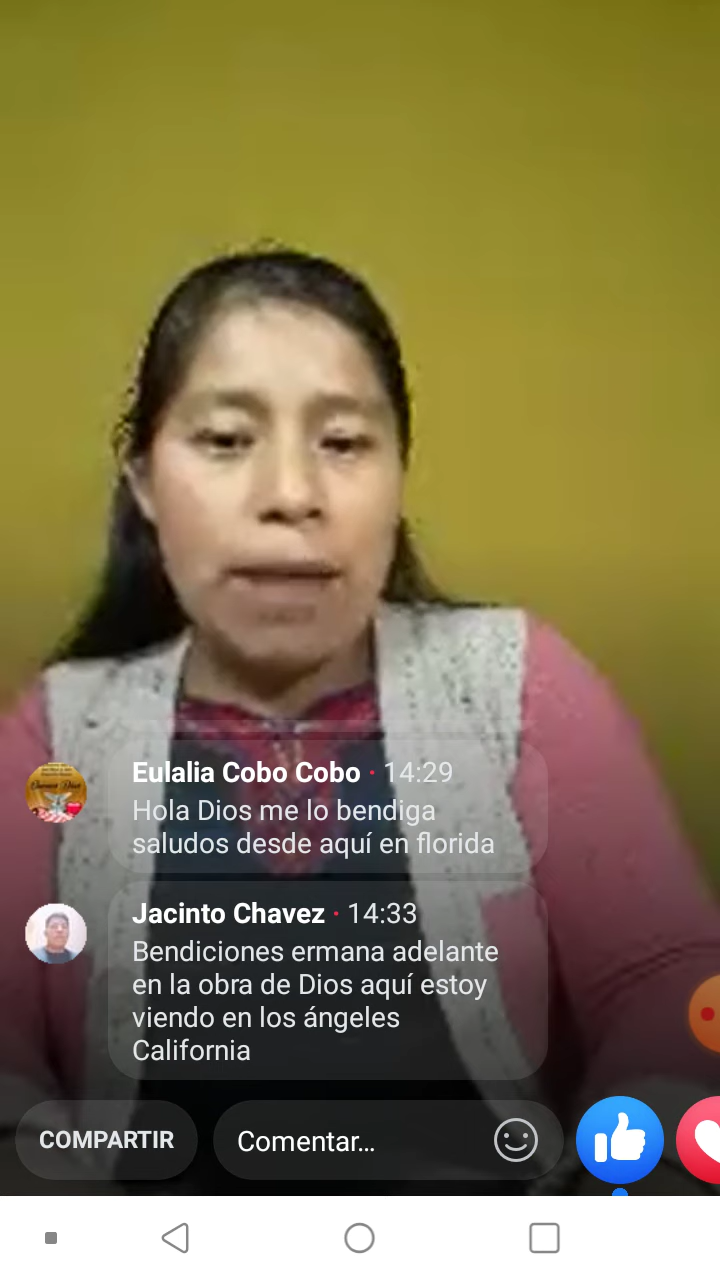 Eulalia Cobo Cobo · 14:29
Hola Dios me lo bendiga
saludos desde aquí en florida
Jacinto Chavez · 14:33
Bendiciones ermana adelante
en la obra de Dios aquí estoy
viendo en los ángeles
California
COMPARTIR
Comentar...